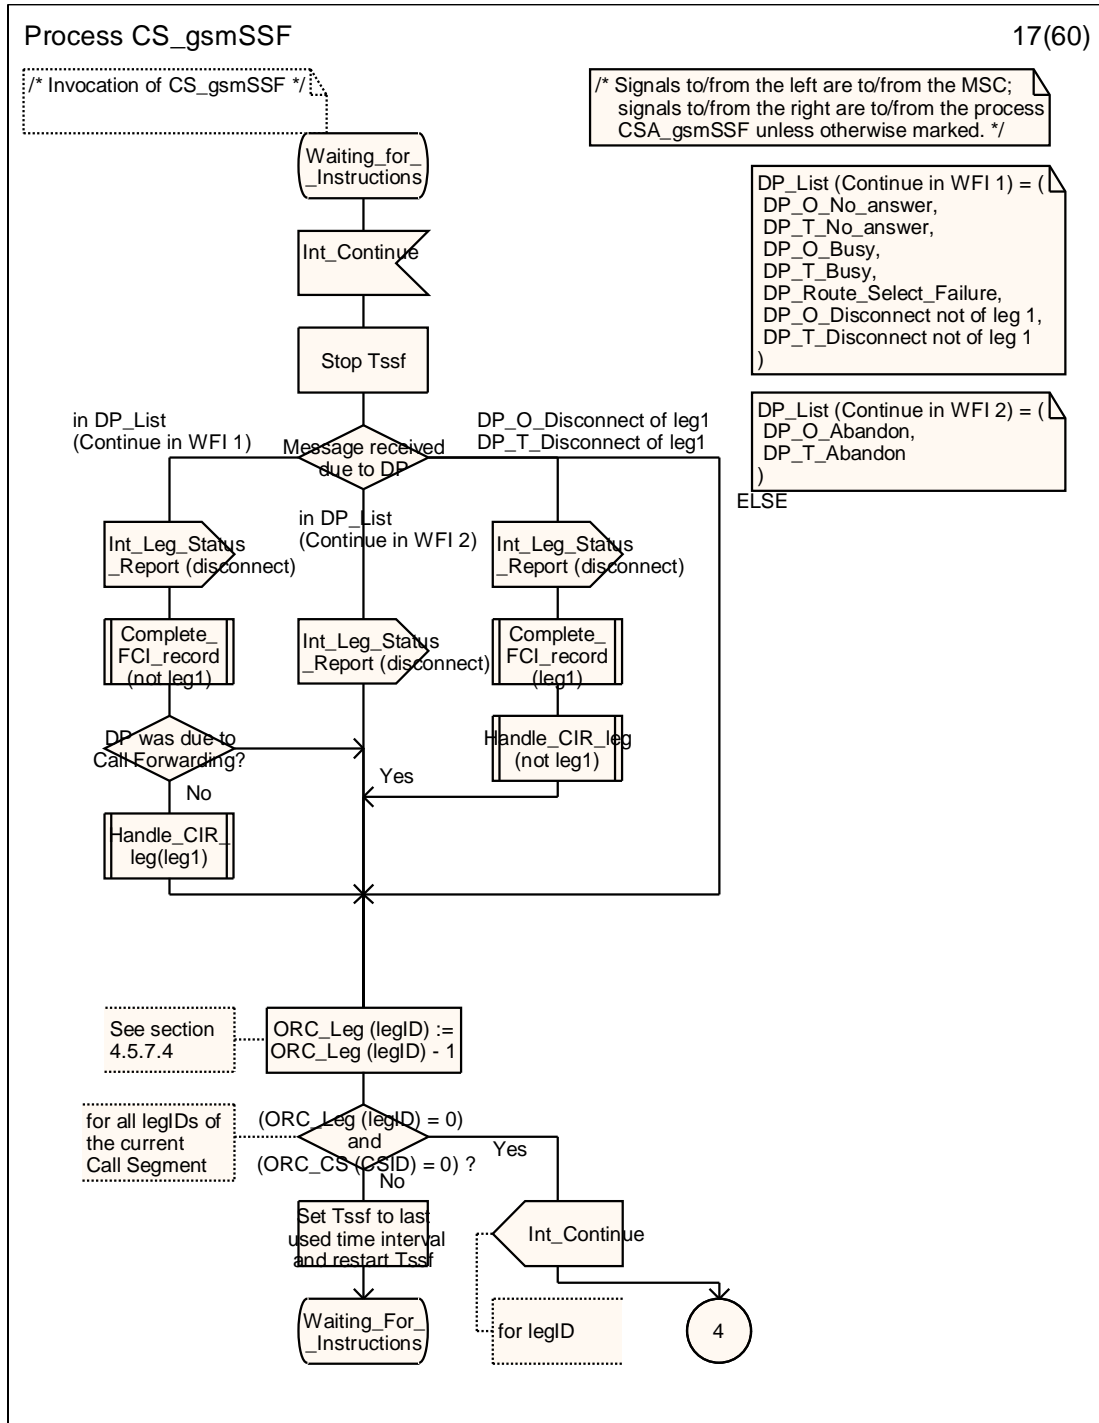 Process CS_gsmSSF
17(60)
/* Invocation of CS_gsmSSF */
/* Signals to/from the left are to/from the MSC;
signals to/from the right are to/from the process
CSA_gsmSSF unless otherwise marked. */
Waiting_for_
_Instructions
DP_List (Continue in WFI 1) = (
DP_O_No_answer,
DP_T_No_answer,
DP_O_Busy,
DP_T_Busy,
DP_Route_Select_Failure,
DP_O_Disconnect not of leg 1,
DP_T_Disconnect not of leg 1
)
Int_Continue
Stop Tssf
DP_List (Continue in WFI 2) = (
DP_O_Abandon,
DP_T_Abandon
)
in DP_List
(Continue in WFI 1)
Message received
due to DP
DP_O_Disconnect of leg1
DP_T_Disconnect of leg1
ELSE
in DP_List
(Continue in WFI 2)
Int_Leg_Status
_Report (disconnect)
Int_Leg_Status
_Report (disconnect)
Complete_
FCI_record
(not leg1)
Int_Leg_Status
_Report (disconnect)
Complete_
FCI_record
(leg1)
DP was due to
Call Forwarding?
Handle_CIR_leg
(not leg1)
Yes
No
Handle_CIR_
leg(leg1)
See section
4.5.7.4
ORC_Leg (legID) :=
ORC_Leg (legID) - 1
for all legIDs of
the current
Call Segment
(ORC_Leg (legID) = 0)
and
(ORC_CS (CSID) = 0) ?
Yes
No
Set Tssf to last
used time interval
and restart Tssf
Int_Continue
Waiting_For_
_Instructions
for legID
4